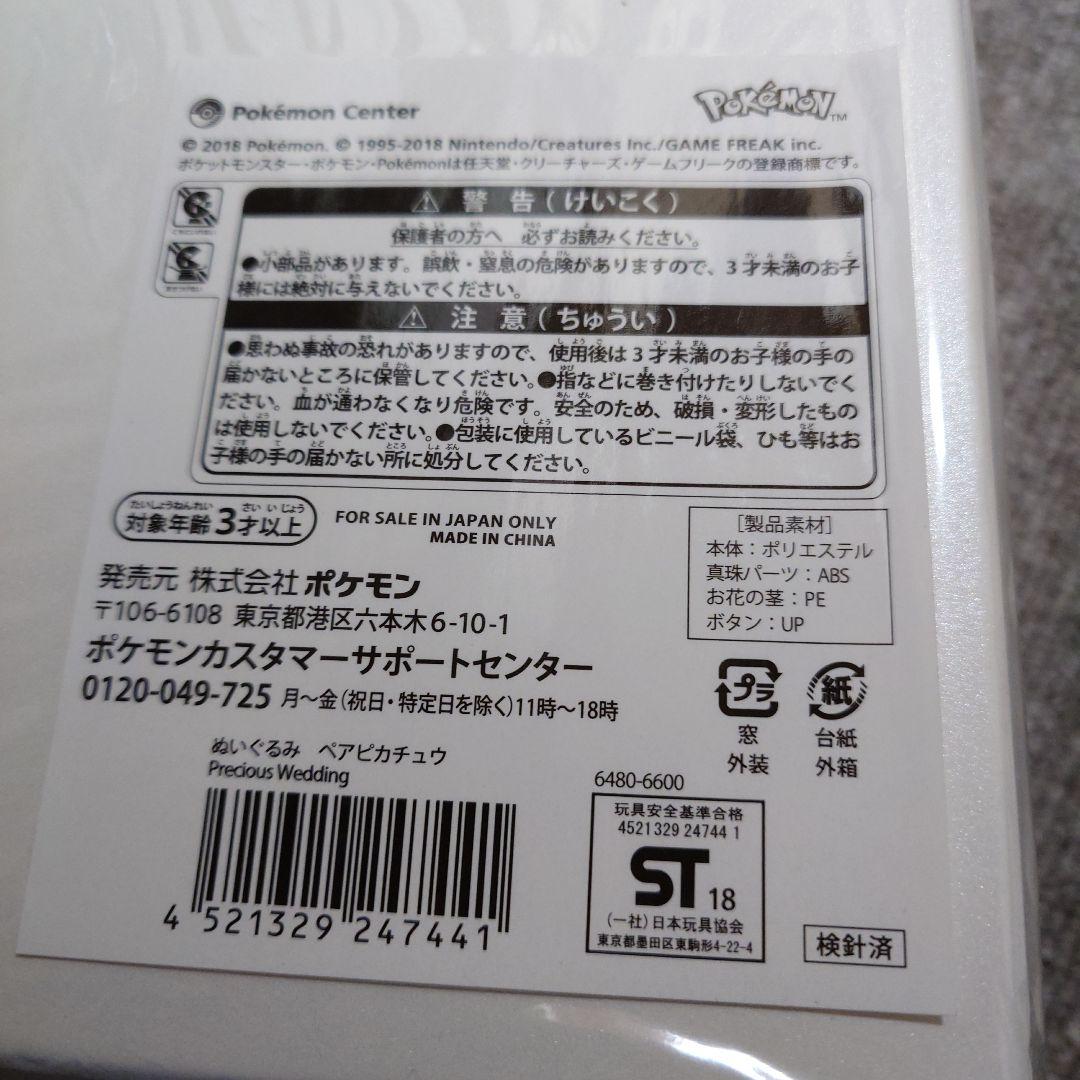 Pokémon Center
POKéMON TM
© 2018 Pokémon. © 1995-2018 Nintendo/Creatures Inc./GAME FREAK inc.
ポケットモンスター・ポケモン・Pokémonは任天堂・クリーチャーズ・ゲームフリークの登録商標です。
⚠ 警告(けいこく)
保護者の方へ 必ずお読みください。
●小部品があります。誤飲・窒息の危険がありますので、3才未満のお子
様には絶対に与えないでください。
⚠ 注意(ちゅうい)
●思わぬ事故の恐れがありますので、使用後は3才未満のお子様の手の
届かないところに保管してください。●指などに巻き付けたりしないでく
ださい。血が通わなくなり危険です。安全のため、破損・変形したもの
は使用しないでください。●包装に使用しているビニール袋、ひも等はお
子様の手の届かない所に処分してください。
たいしょうねんれい さいいじょう
対象年齢3才以上
FOR SALE IN JAPAN ONLY
MADE IN CHINA
[製品素材]
本体:ポリエステル
真珠パーツ:ABS
お花の茎:PE
ボタン:UP
発売元 株式会社ポケモン
〒106-6108 東京都港区六本木6-10-1
ポケモンカスタマーサポートセンター
0120-049-725 月～金(祝日・特定日を除く)11時～18時
プラ
窓
外装
紙
台紙
外箱
ぬいぐるみ ペアピカチュウ
Precious Wedding
4 521329 247441
6480-6600
玩具安全基準合格
4521329 24744 1
ST 18
(一社)日本玩具協会
東京都墨田区東駒形4-22-4
検針済